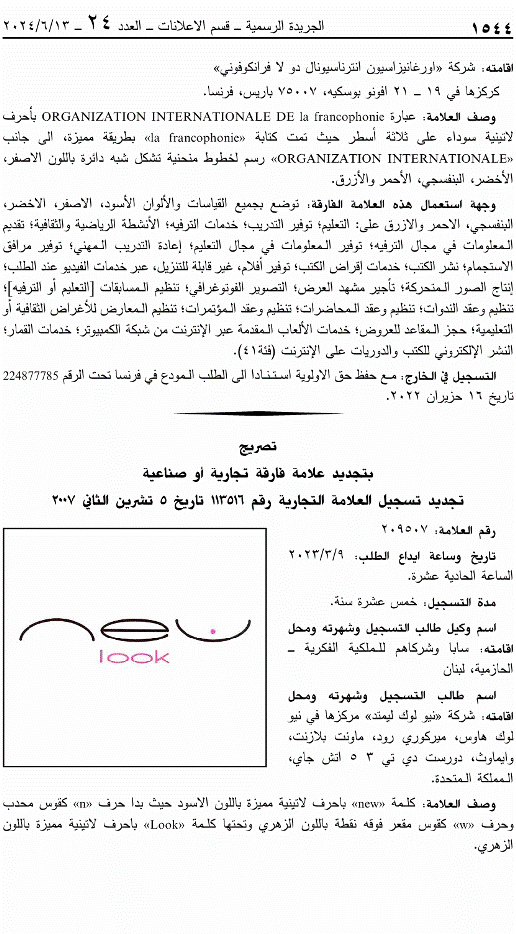 ١٥٤٤ الجريدة الرسمية ــ قسم الاعلانات ــ العدد ٢٤ ــ ٢٠٢٤/٦/١٣
اقامته: شركة «اورغانيزاسيون انترناسيونال دو لا فرانكوفوني»
كركزها في ١٩ ــ ٢١ افونو بوسكيه، ٧٥٠٠٧ باريس، فرنسا.
وصف العلامة: عبارة ORGANIZATION INTERNATIONALE DE la francophonie بأحرف
لاتينية سوداء على ثلاثة أسطر حيث تمت كتابة «la francophonie» بطريقة مميزة، الى جانب
«ORGANIZATION INTERNATIONALE» رسم لخطوط منحنية تشكل شبه دائرة باللون الاصفر،
الأخضر، البنفسجي، الأحمر والأزرق.
وجهة استعمال هذه العلامة الفارقة: توضع بجميع القياسات والألوان الأسود، الاصفر، الاخضر،
البنفسجي، الاحمر والازرق على: التعليم؛ توفير التدريب؛ خدمات الترفيه؛ الأنشطة الرياضية والثقافية؛ تقديم
المعلومات في مجال الترفيه؛ توفير المعلومات في مجال التعليم؛ إعادة التدريب المهني؛ توفير مرافق
الاستجمام؛ نشر الكتب؛ خدمات إقراض الكتب؛ توفير أفلام، غير قابلة للتنزيل، عبر خدمات الفيديو عند الطلب؛
إنتاج الصور المتحركة؛ تأجير مشهد العرض؛ التصوير الفوتوغرافي؛ تنظيم المسابقات [التعليم أو الترفيه]؛
تنظيم وعقد الندوات؛ تنظيم وعقد المحاضرات؛ تنظيم وعقد المؤتمرات؛ تنظيم المعارض للأغراض الثقافية أو
التعليمية؛ حجز المقاعد للعروض؛ خدمات الألعاب المقدمة عبر الإنترنت من شبكة الكمبيوتر؛ خدمات القمار؛
النشر الإلكتروني للكتب والدوريات على الإنترنت (فئة٤١).
التسجيل في الخارج: مع حفظ حق الاولوية استنادا الى الطلب المودع في فرنسا تحت الرقم 224877785
تاريخ ١٦ حزيران ٢٠٢٢.
تصريح
بتجديد علامة فارقة تجارية أو صناعية
تجديد تسجيل العلامة التجارية رقم ١١٣٥١٦ تاريخ ٥ تشرين الثاني ٢٠٠٧
رقم العلامة: ٢٠٩٥٠٧
تاريخ وساعة ايداع الطلب: ٢٠٢٣/٣/٩
الساعة الحادية عشرة.
مدة التسجيل: خمس عشرة سنة.
اسم وكيل طالب التسجيل وشهرته ومحل
اقامته: سابا وشركاهم للملكية الفكرية ــ
الحازمية، لبنان
اسم طالب التسجيل وشهرته ومحل
اقامته: شركة «نيو لوك ليمتد» مركزها في نيو
لوك هاوس، ميركوري رود، ماونت بلازنت،
وايماوث، دورست دي تي ٣ ٥ اتش جاي،
المملكة المتحدة.
new
look
وصف العلامة: كلمة «new» باحرف لاتينية مميزة باللون الاسود حيث بدا حرف «n» كقوس محدب
وحرف «w» كقوس مقعر فوقه نقطة باللون الزهري وتحتها كلمة «Look» باحرف لاتينية مميزة باللون
الزهري.